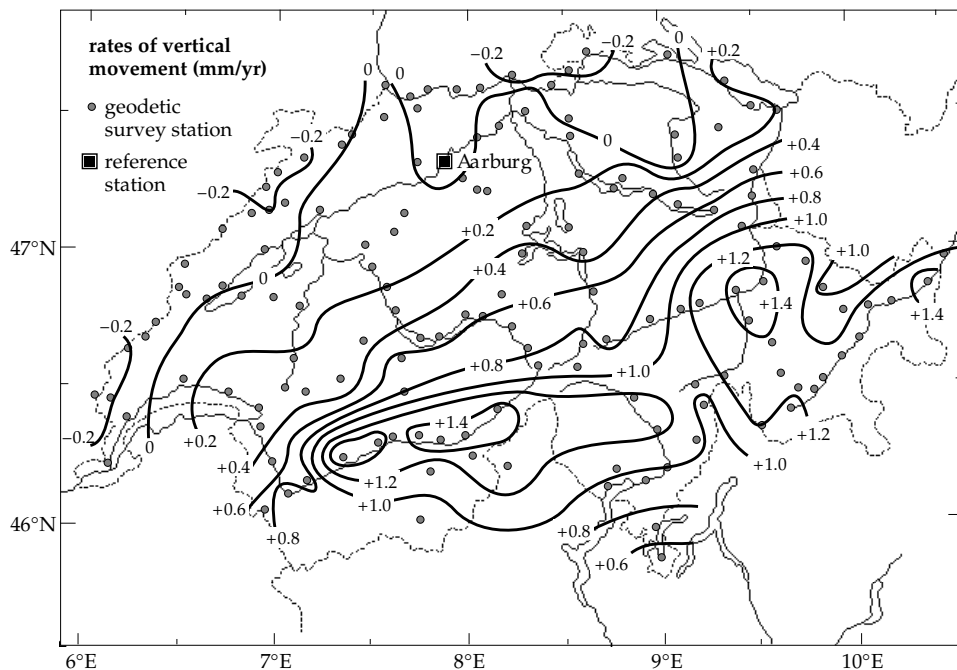 rates of vertical
movement (mm/yr)
geodetic
survey station
reference
station
Aarburg
−0.2
0
0
−0.2
−0.2
0
+0.2
−0.2
0
0
+0.4
+0.6
+0.8
+1.0
+0.2
+1.2
+1.0
+0.4
+1.4
+1.4
+0.6
0
−0.2
+0.8
+1.0
−0.2
0
+0.2
+1.4
+1.2
+0.4
+1.2
+1.0
+0.6
+1.0
+0.8
+0.8
+0.6
47°N
46°N
6°E
7°E
8°E
9°E
10°E